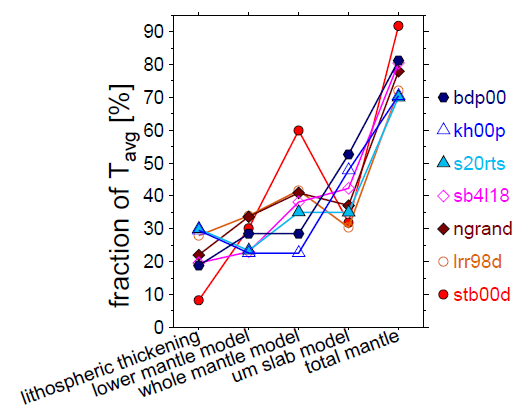 90
80
70
60
50
40
30
20
10
0
fraction of Tavg [%]
lithospheric thickening
lower mantle model
whole mantle model
um slab model
total mantle
bdp00
kh00p
s20rts
sb4l18
ngrand
lrr98d
stb00d